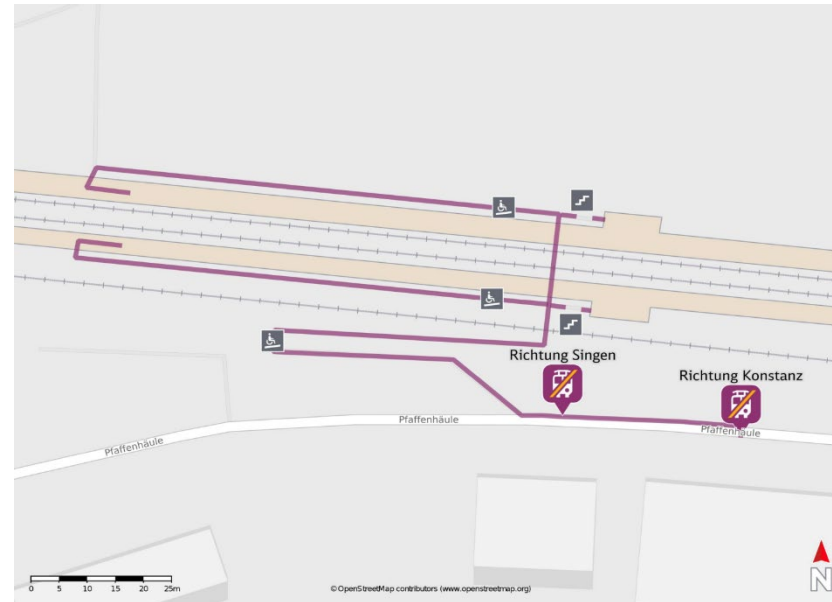 Richtung Singen
Richtung Konstanz
Pfaffenhäule
Pfaffenhäule
Pfaffenhäule
0 5 10 15 20 25m
© OpenStreetMap contributors (www.openstreetmap.org)
N